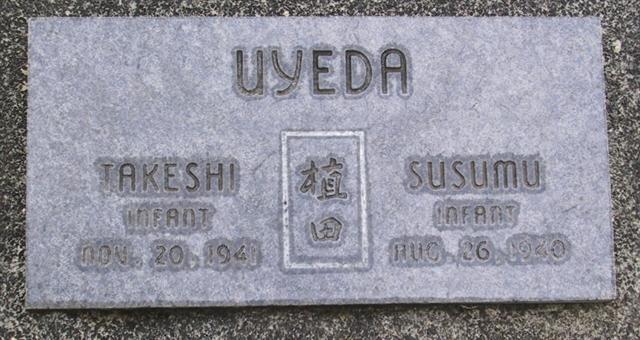 UYEDA
TAKESHI
INFANT
NOV. 20, 1941
植
田
SUSUMU
INFANT
AUG. 26, 1940